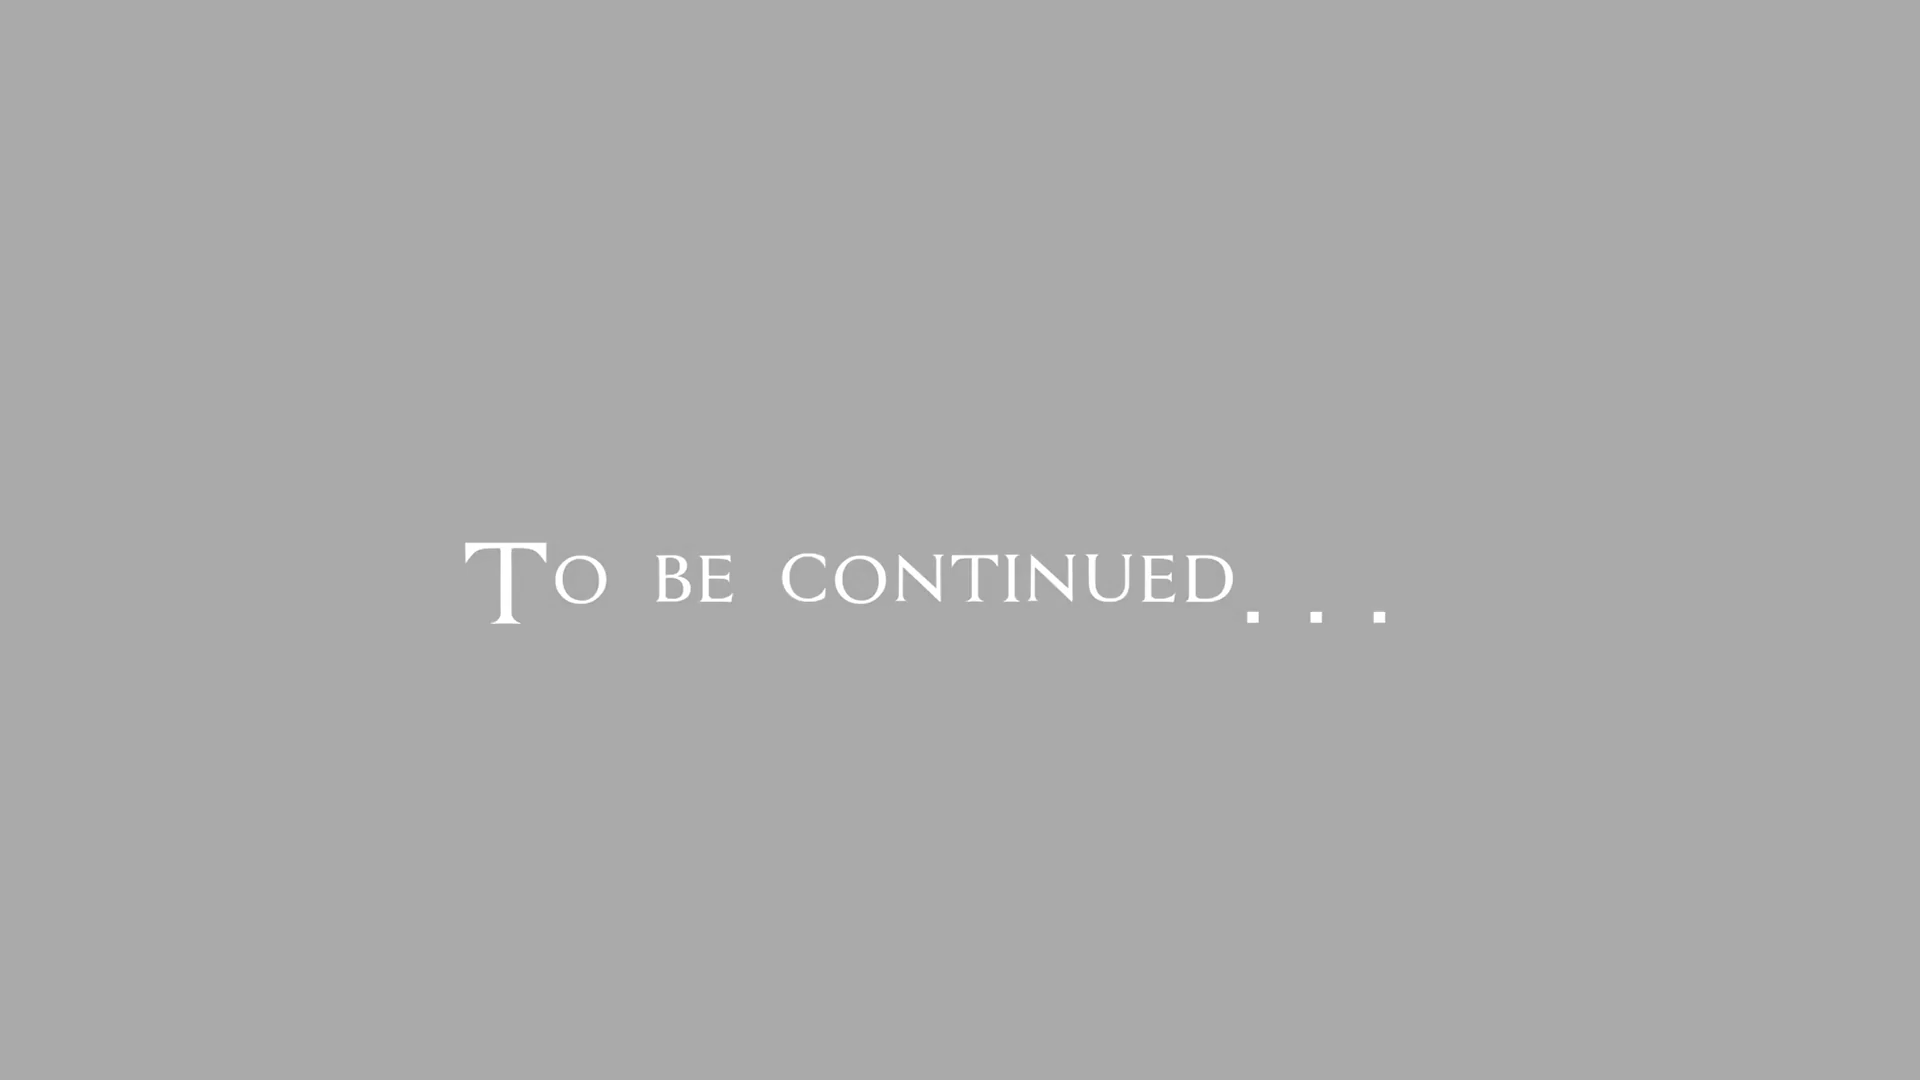 To be continued. . .